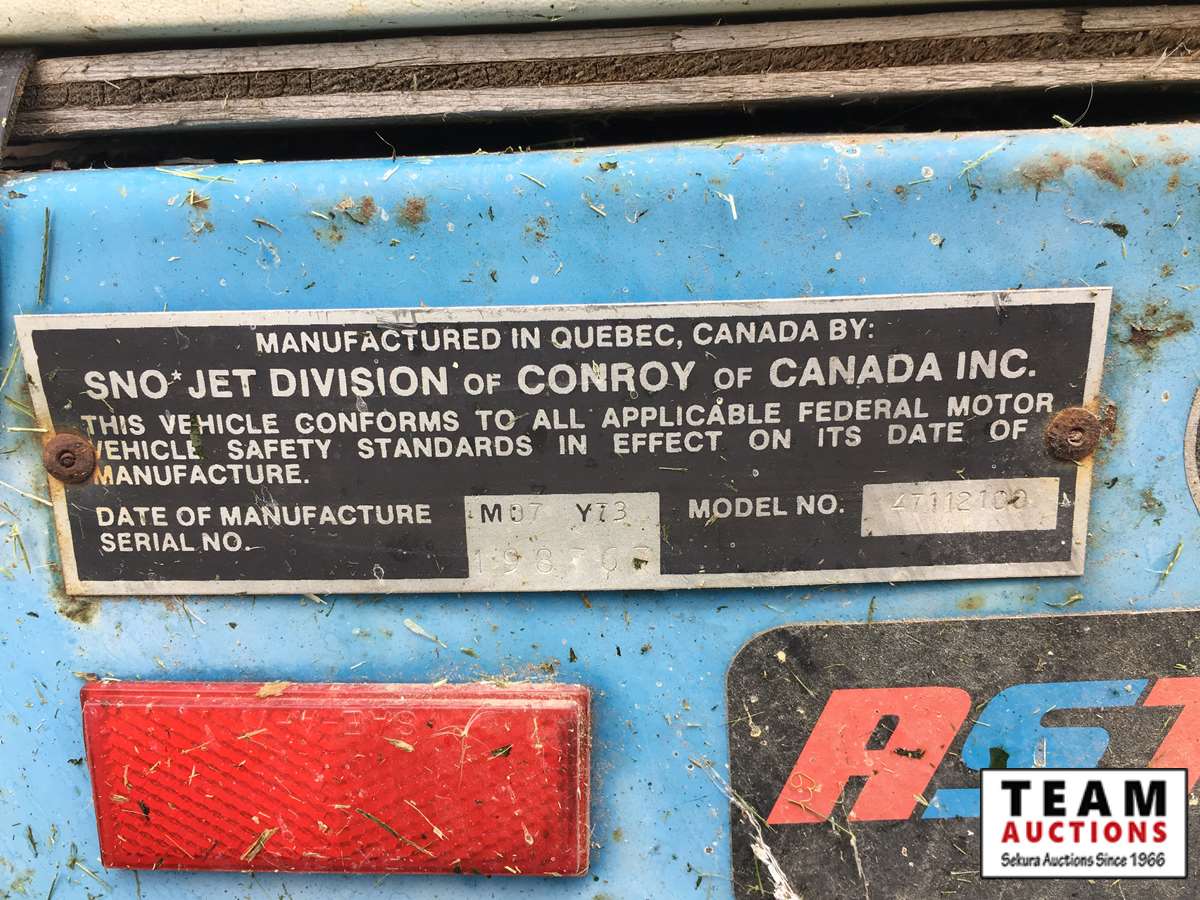 MANUFACTURED IN QUEBEC, CANADA BY:
SNO*JET DIVISION OF CONROY OF CANADA INC.
THIS VEHICLE CONFORMS TO ALL APPLICABLE FEDERAL MOTOR
VEHICLE SAFETY STANDARDS IN EFFECT ON ITS DATE OF
MANUFACTURE.
DATE OF MANUFACTURE M07 Y73 MODEL NO. 47112100
SERIAL NO.
AST
TEAM
AUCTIONS
Sekura Auctions Since 1966